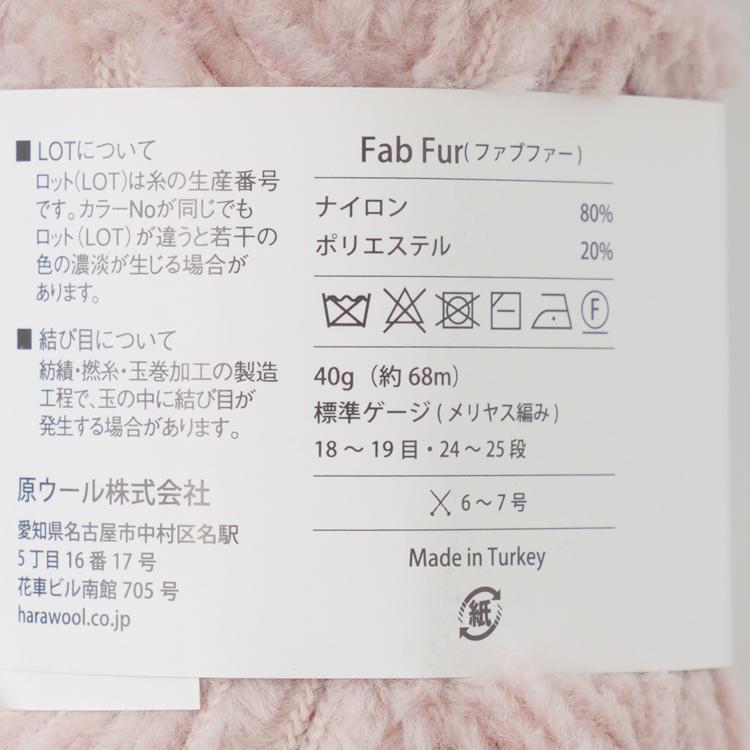 ■ LOTについて
ロット(LOT)は糸の生産番号
です。カラーNoが同じでも
ロット(LOT)が違うと若干の
色の濃淡が生じる場合が
あります。
■ 結び目について
紡績・撚糸・玉巻加工の製造
工程で、玉の中に結び目が
発生する場合があります。
原ウール株式会社
愛知県名古屋市中村区名駅
5丁目16番17号
花車ビル南館705号
harawool.co.jp
Fab Fur(ファブファー)
ナイロン 80%
ポリエステル 20%
F
40g(約68m)
標準ゲージ(メリヤス編み)
18～19目・24～25段
6～7号
Made in Turkey
紙